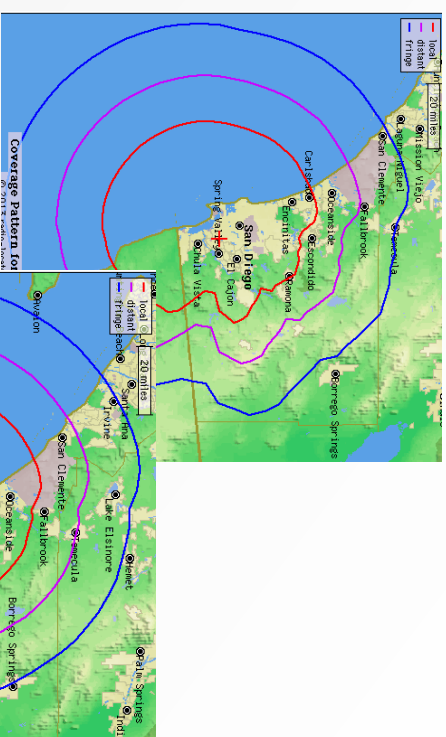 local
distant
fringe
20 miles
Mission Viejo
Laguna Niguel
San Clemente
Carlsbad
Oceanside
Fallbrook
Temecula
Encinitas
Escondido
Ramona
Spring Valley
San Diego
El Cajon
Chula Vista
Borrego Springs
Coverage Pattern for
local
distant
fringe
20 miles
Avalon
each
Santa Ana
Irvine
San Clemente
Lake Elsinore
Hemet
Oceanside
Fallbrook
Temecula
Borrego Springs
Palm Springs
Indi